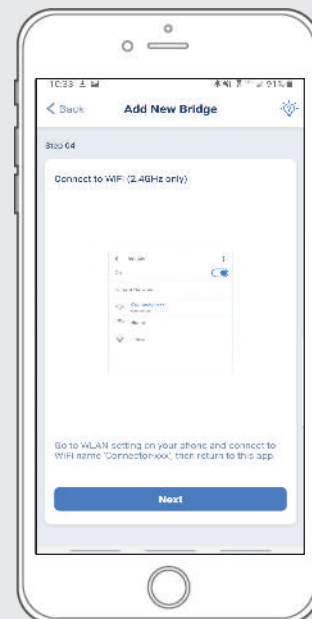 10:33
91%
< Back
Add New Bridge
Step 04
Connect to WIFI (2.4GHz only)
Go to WLAN setting on your phone and connect to
WIFI name 'Connector-xxx', then return to this app
Next